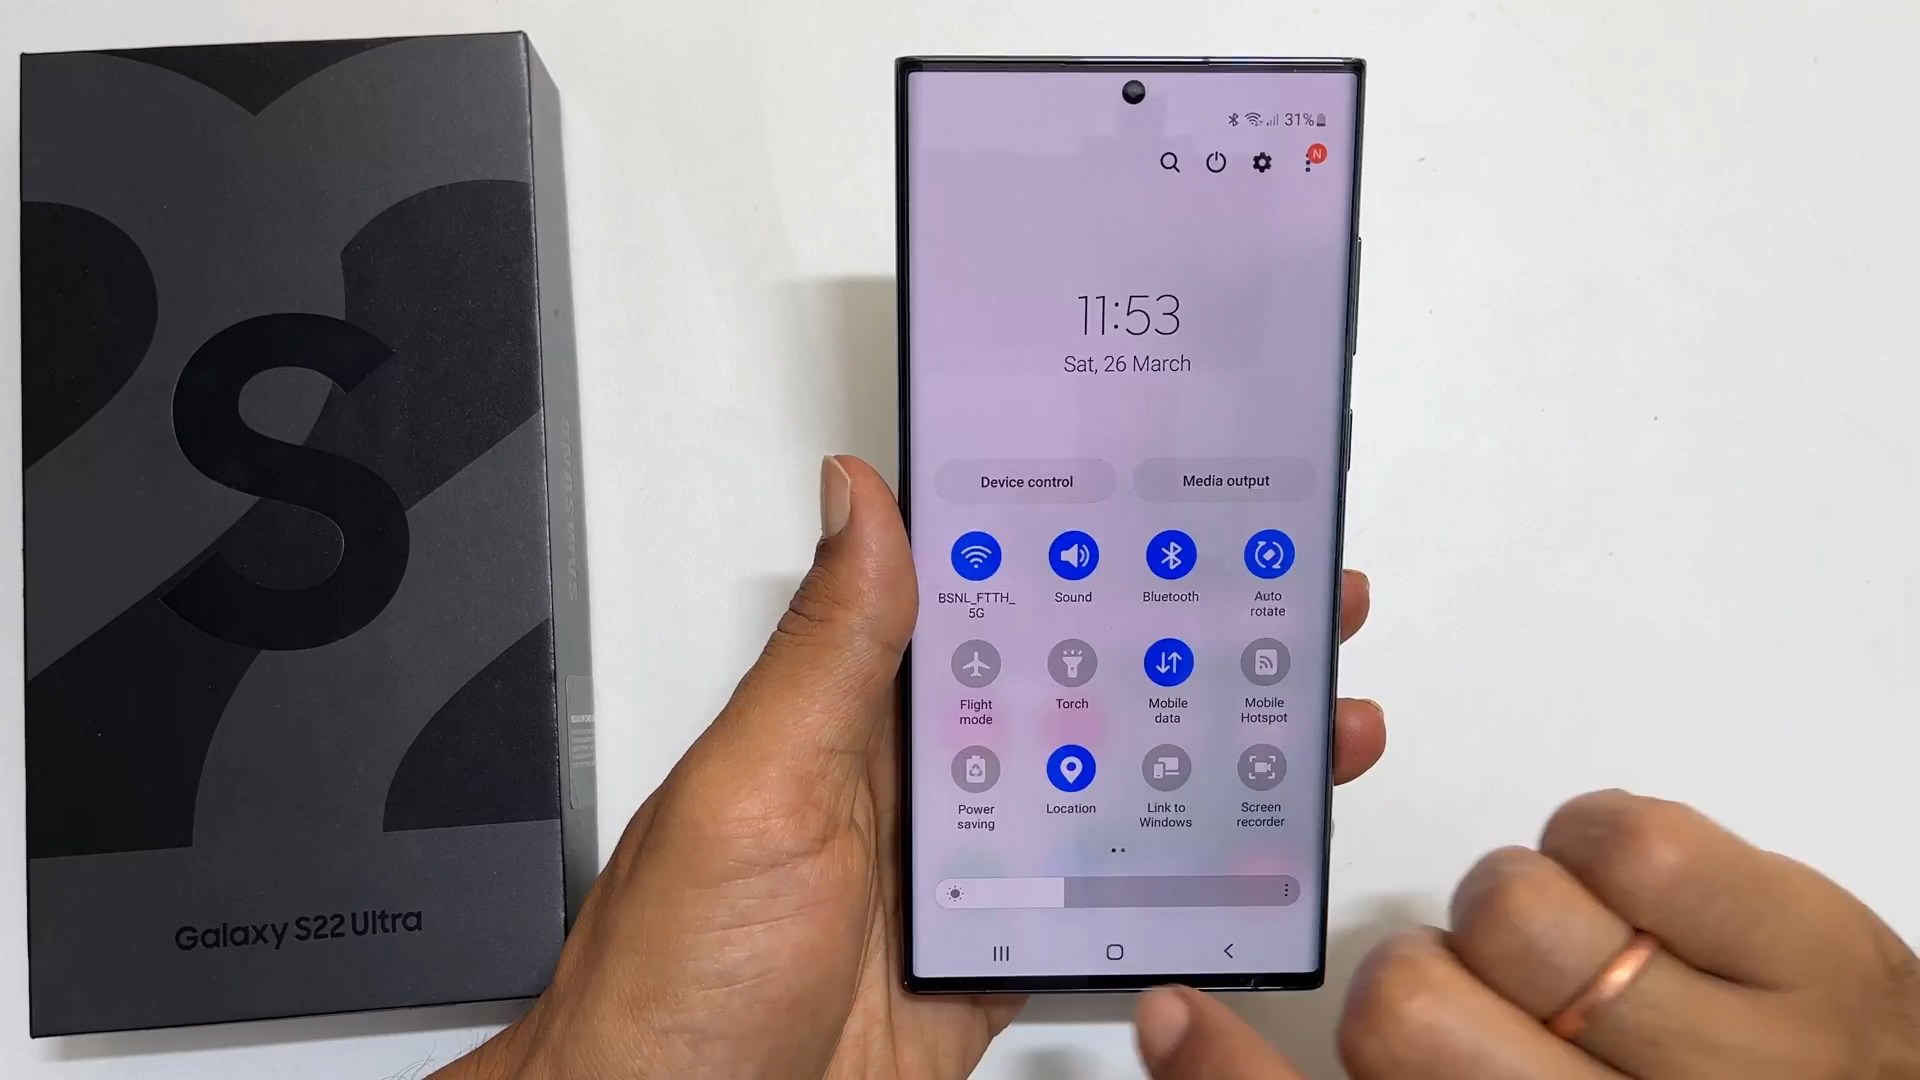 S
SAMSUNG
Galaxy S22 Ultra
31%
N
11:53
Sat, 26 March
Device control
Media output
BSNL_FTTH_
5G
Sound
Bluetooth
Auto
rotate
Flight
mode
Torch
Mobile
data
Mobile
Hotspot
Power
saving
Location
Link to
Windows
Screen
recorder